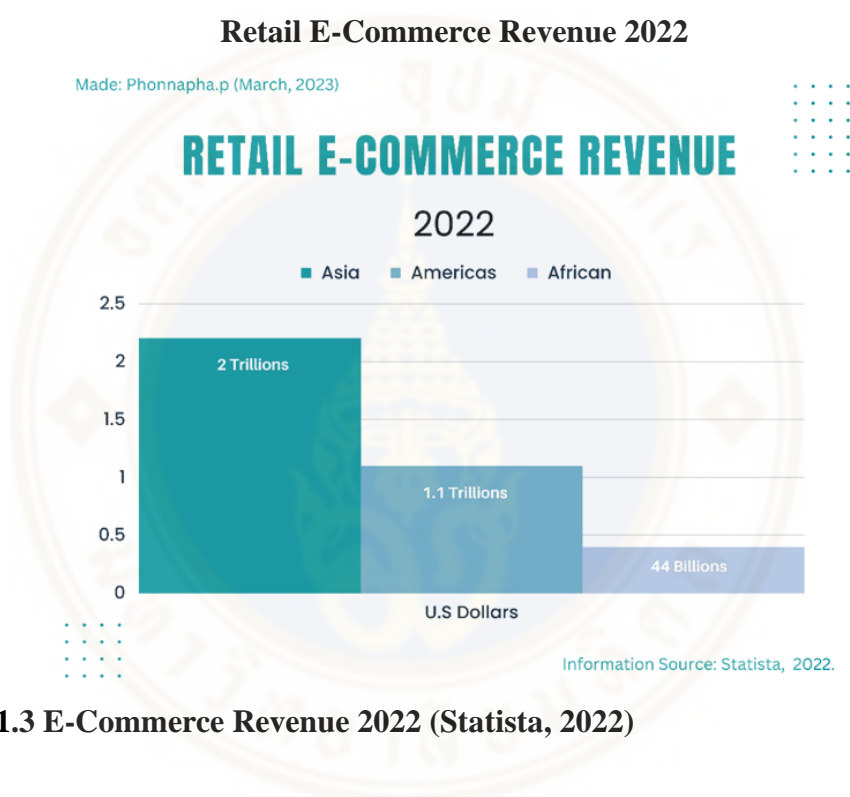 Retail E-Commerce Revenue 2022
Made: Phonnapha.p (March, 2023)
RETAIL E-COMMERCE REVENUE
2022
Asia Americas African
2.5
2 Trillions
2
1.5
1.1 Trillions
1
0.5
44 Billions
0
U.S Dollars
Information Source: Statista, 2022.
1.3 E-Commerce Revenue 2022 (Statista, 2022)